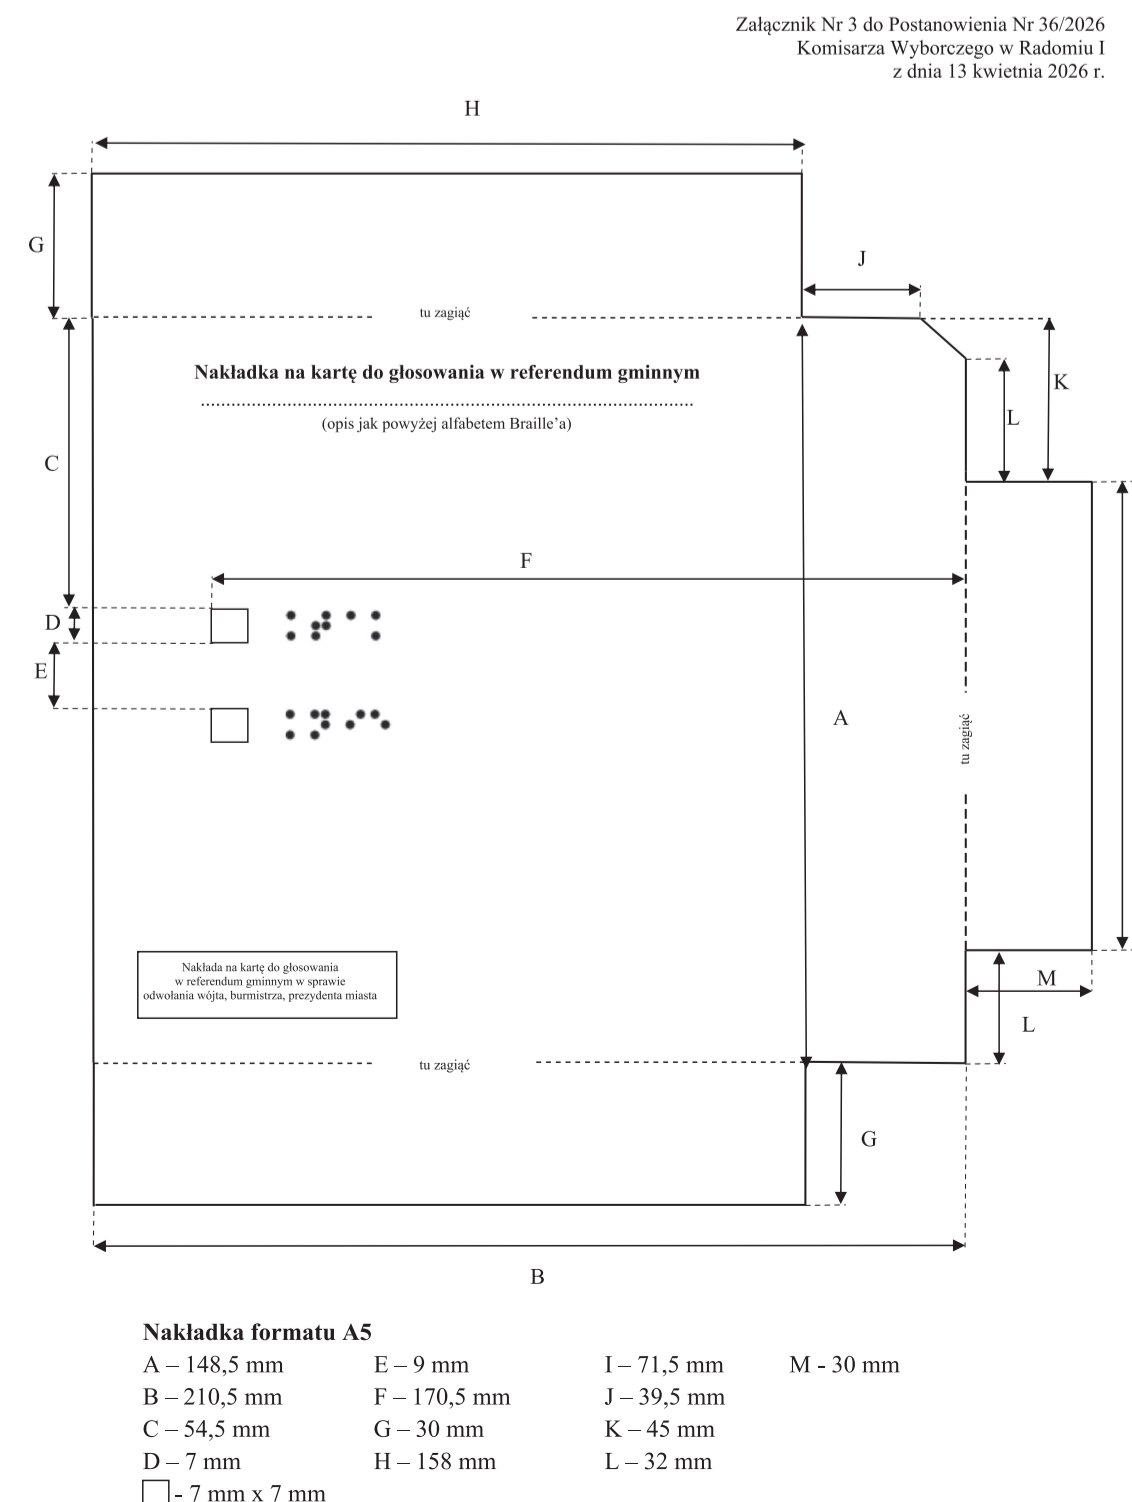 Załącznik Nr 3 do Postanowienia Nr 36/2026
Komisarza Wyborczego w Radomiu I
z dnia 13 kwietnia 2026 r.
H
G
J
tu zagiąć
Nakładka na kartę do głosowania w referendum gminnym
..........................................................................................
(opis jak powyżej alfabetem Braille’a)
K
L
C
F
D
⠅⠞⠁⠅
E
⠅⠝⠊⠑
A
tu zagiąć
Nakłada na kartę do głosowania
w referendum gminnym w sprawie
odwołania wójta, burmistrza, prezydenta miasta
M
L
tu zagiąć
G
B
Nakładka formatu A5
A – 148,5 mm E – 9 mm I – 71,5 mm M - 30 mm
B – 210,5 mm F – 170,5 mm J – 39,5 mm
C – 54,5 mm G – 30 mm K – 45 mm
D – 7 mm H – 158 mm L – 32 mm
- 7 mm x 7 mm